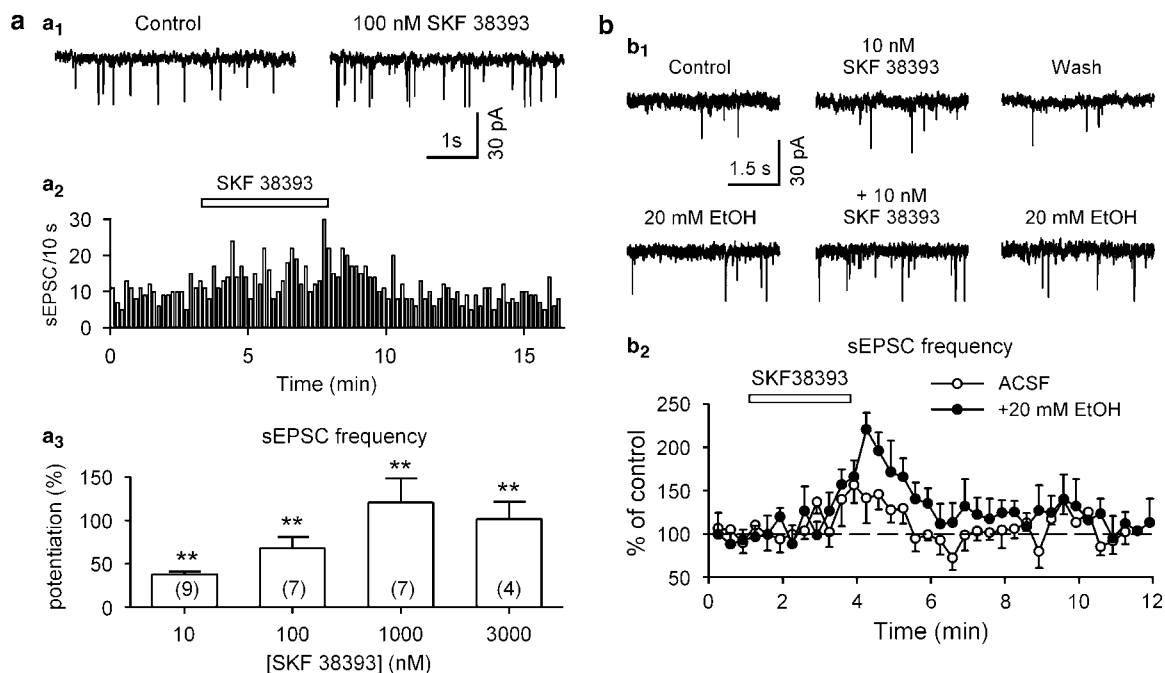 a
a1
Control
100 nM SKF 38393
1s
30 pA
a2
SKF 38393
sEPSC/10 s
30
20
10
0
0
5
10
15
Time (min)
a3
sEPSC frequency
potentiation (%)
150
100
50
0
**
**
**
**
(9)
(7)
(7)
(4)
10
100
1000
3000
[SKF 38393] (nM)
b
b1
Control
10 nM
SKF 38393
Wash
1.5 s
30 pA
20 mM EtOH
+ 10 nM
SKF 38393
20 mM EtOH
b2
sEPSC frequency
SKF38393
ACSF
+20 mM EtOH
% of control
250
200
150
100
50
0
2
4
6
8
10
12
Time (min)